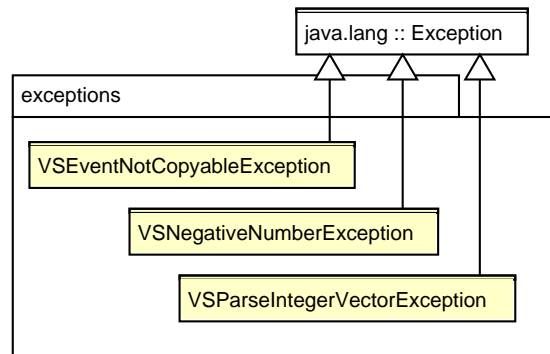 java.lang :: Exception
exceptions
VSEventNotCopyableException
VSNegativeNumberException
VSParseIntegerVectorException